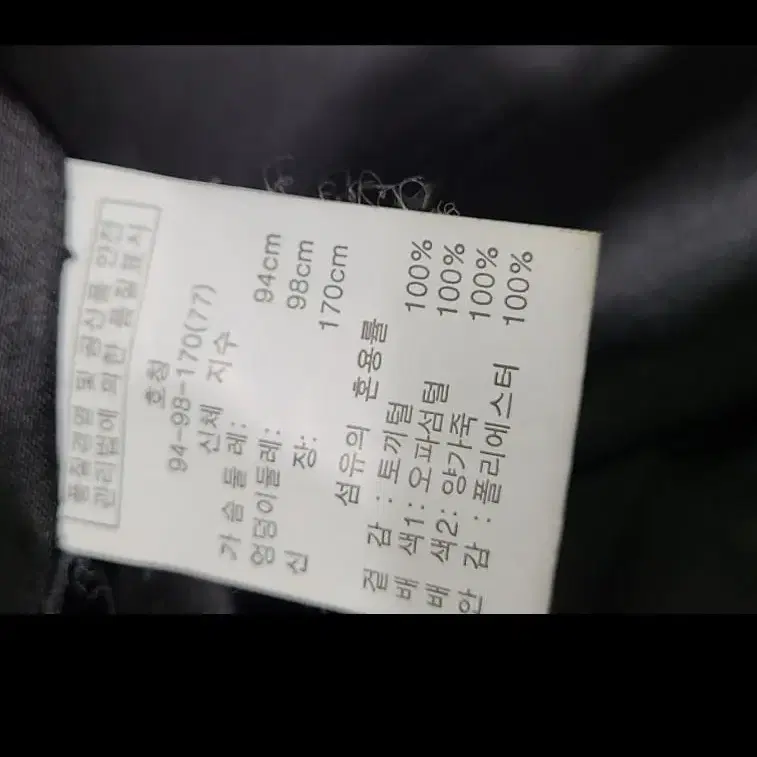 품질경영 및 공산품 안전
관리법에 의한 품질표시
호칭
94-98-170(77)
신체 지수
가슴둘레: 94cm
엉덩이둘레: 98cm
신 장: 170cm
섬유의 혼용률
겉 감 : 토끼털 100%
배 색1: 오파섬털 100%
배 색2: 양가죽 100%
안 감 : 폴리에스터 100%